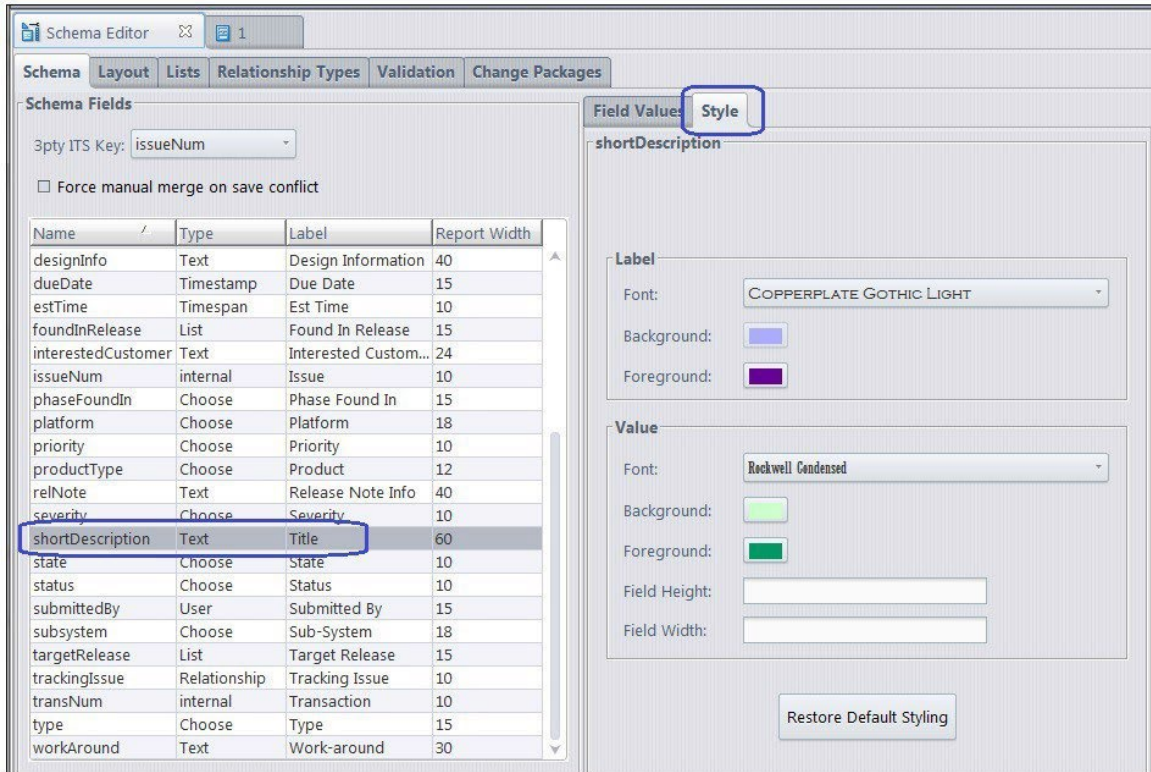 Schema Editor 1
Schema Layout Lists Relationship Types Validation Change Packages
Schema Fields
3pty ITS Key: issueNum
Force manual merge on save conflict
Name Type Label Report Width
designInfo Text Design Information 40
dueDate Timestamp Due Date 15
estTime Timespan Est Time 10
foundInRelease List Found In Release 15
interestedCustomer Text Interested Custom... 24
issueNum internal Issue 10
phaseFoundIn Choose Phase Found In 15
platform Choose Platform 18
priority Choose Priority 10
productType Choose Product 12
relNote Text Release Note Info 40
severity Choose Severity 10
shortDescription Text Title 60
state Choose State 10
status Choose Status 10
submittedBy User Submitted By 15
subsystem Choose Sub-System 18
targetRelease List Target Release 15
trackingIssue Relationship Tracking Issue 10
transNum internal Transaction 10
type Choose Type 15
workAround Text Work-around 30
Field Values Style
shortDescription
Label
Font: COPPERPLATE GOTHIC LIGHT
Background:
Foreground:
Value
Font: Rockwell Condensed
Background:
Foreground:
Field Height:
Field Width:
Restore Default Styling